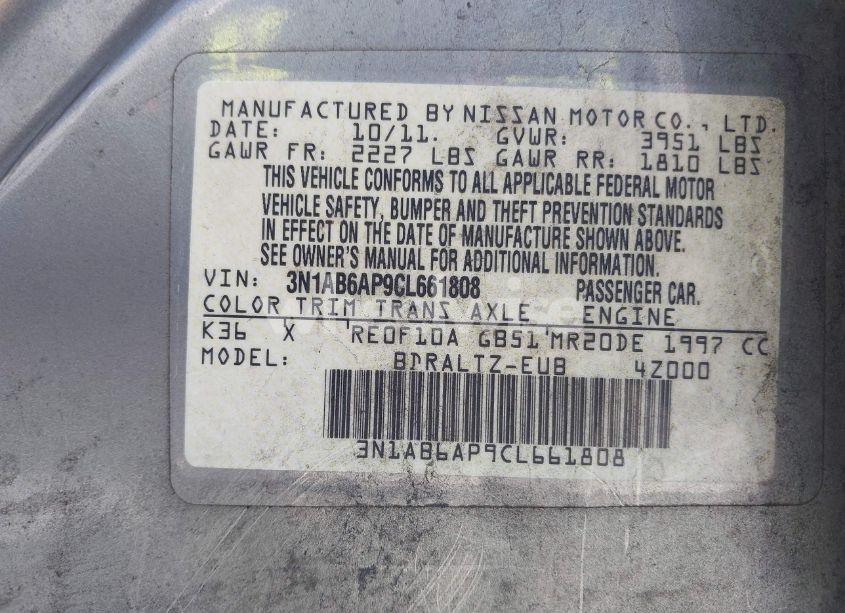 MANUFACTURED BY NISSAN MOTOR CO., LTD.
DATE: 10/11. GVWR: 3951 LBS
GAWR FR: 2227 LBS GAWR RR: 1810 LBS
THIS VEHICLE CONFORMS TO ALL APPLICABLE FEDERAL MOTOR
VEHICLE SAFETY, BUMPER AND THEFT PREVENTION STANDARDS
IN EFFECT ON THE DATE OF MANUFACTURE SHOWN ABOVE.
SEE OWNER'S MANUAL FOR ADDITIONAL INFORMATION.
VIN: 3N1AB6AP9CL661808 PASSENGER CAR.
COLOR TRIM TRANS AXLE ENGINE
K36 X RE0F10A GB51 MR20DE 1997 CC
MODEL: BDRALTZ-EUB 4Z000
3N1AB6AP9CL661808